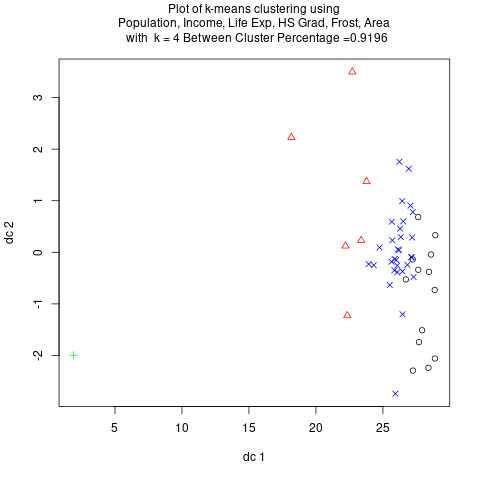 Plot of k-means clustering using
Population, Income, Life Exp, HS Grad, Frost, Area
with k = 4 Between Cluster Percentage =0.9196
3
2
1
0
-1
-2
dc 2
5 10 15 20 25
dc 1